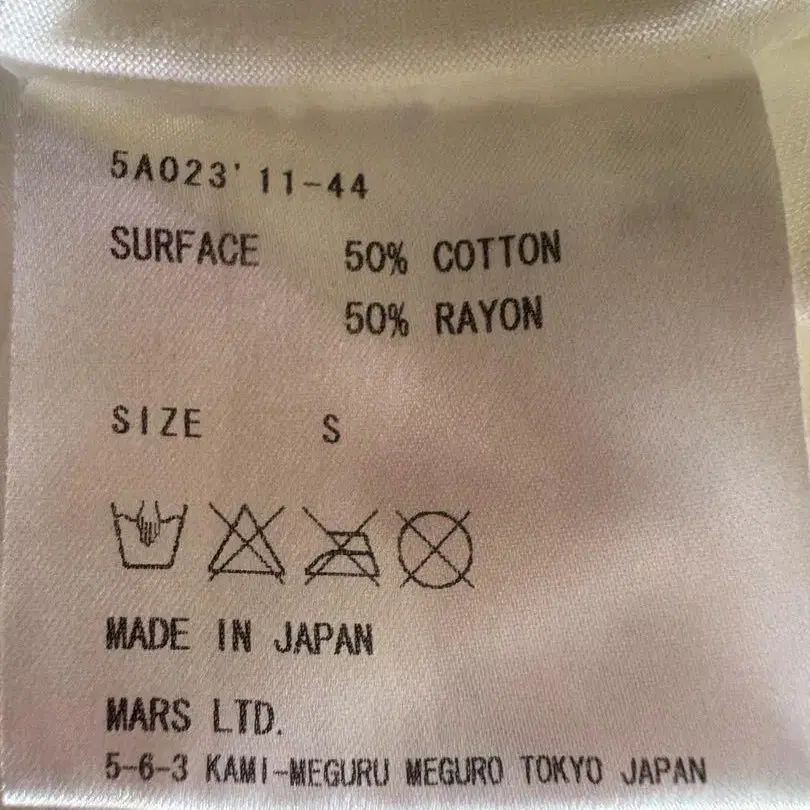 5A023' 11-44
SURFACE 50% COTTON
50% RAYON
SIZE S
MADE IN JAPAN
MARS LTD.
5-6-3 KAMI-MEGURU MEGURO TOKYO JAPAN